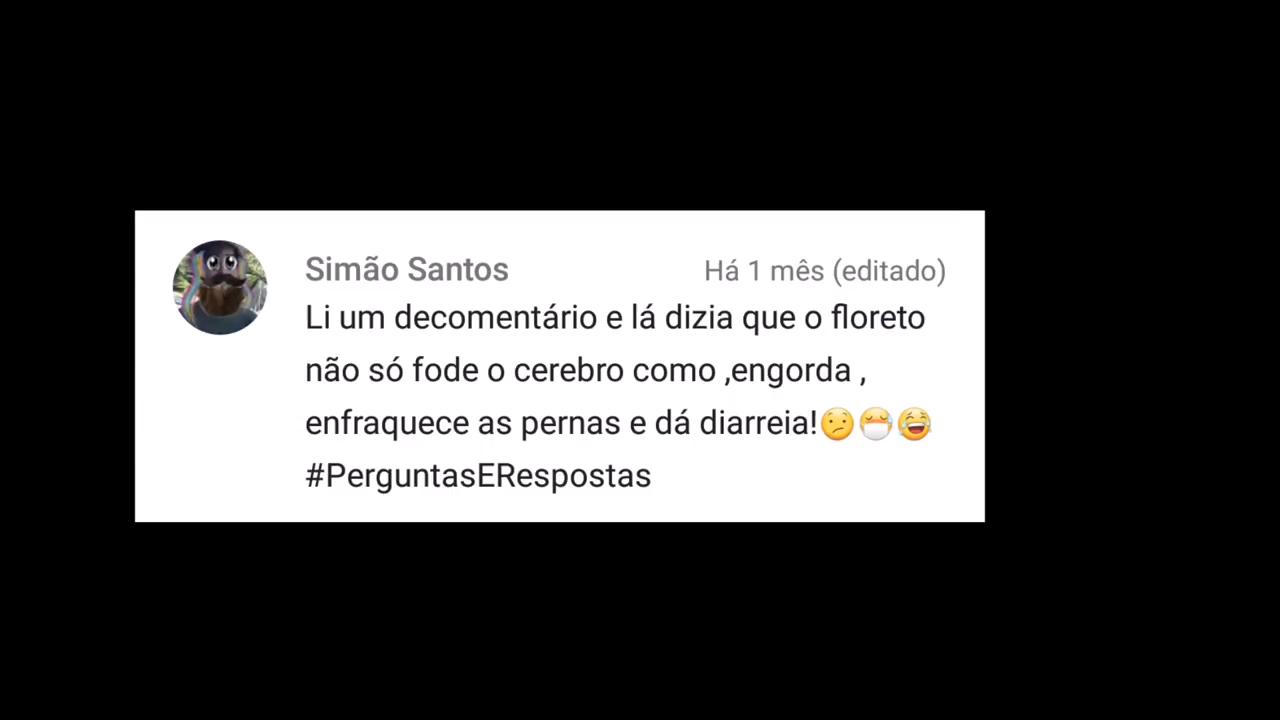 Simão Santos Há 1 mês (editado)
Li um decomentário e lá dizia que o floreto
não só fode o cerebro como ,engorda ,
enfraquece as pernas e dá diarreia!😕😷😂
#PerguntasERespostas